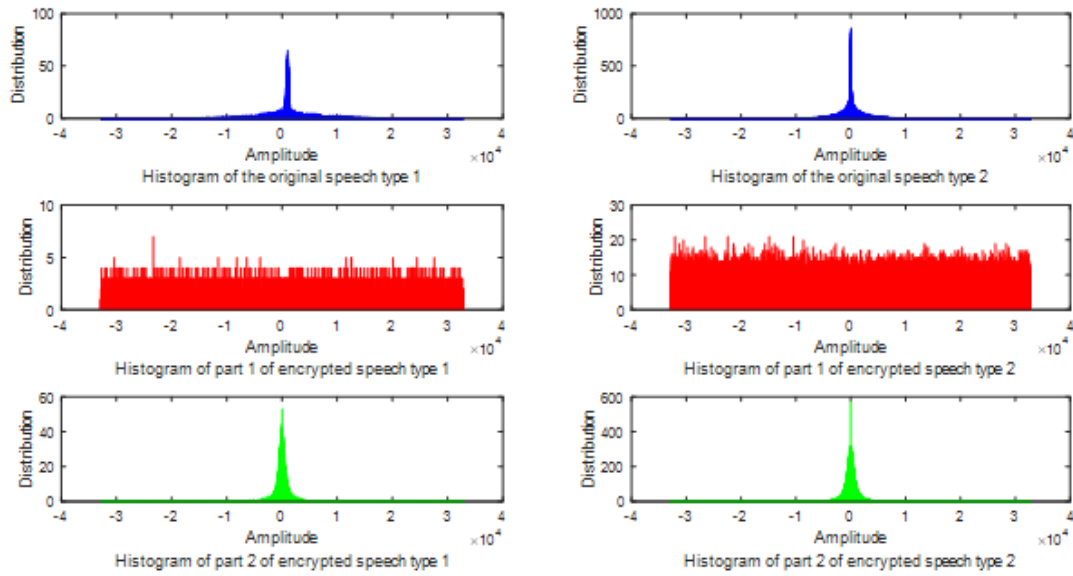 100
50
0
Distribution
-4 -3 -2 -1 0 1 2 3 4
Amplitude
×10^4
Histogram of the original speech type 1
1000
500
0
Distribution
-4 -3 -2 -1 0 1 2 3 4
Amplitude
×10^4
Histogram of the original speech type 2
10
5
0
Distribution
-4 -3 -2 -1 0 1 2 3 4
Amplitude
×10^4
Histogram of part 1 of encrypted speech type 1
30
20
10
0
Distribution
-4 -3 -2 -1 0 1 2 3 4
Amplitude
×10^4
Histogram of part 1 of encrypted speech type 2
60
40
20
0
Distribution
-4 -3 -2 -1 0 1 2 3 4
Amplitude
×10^4
Histogram of part 2 of encrypted speech type 1
600
400
200
0
Distribution
-4 -3 -2 -1 0 1 2 3 4
Amplitude
×10^4
Histogram of part 2 of encrypted speech type 2